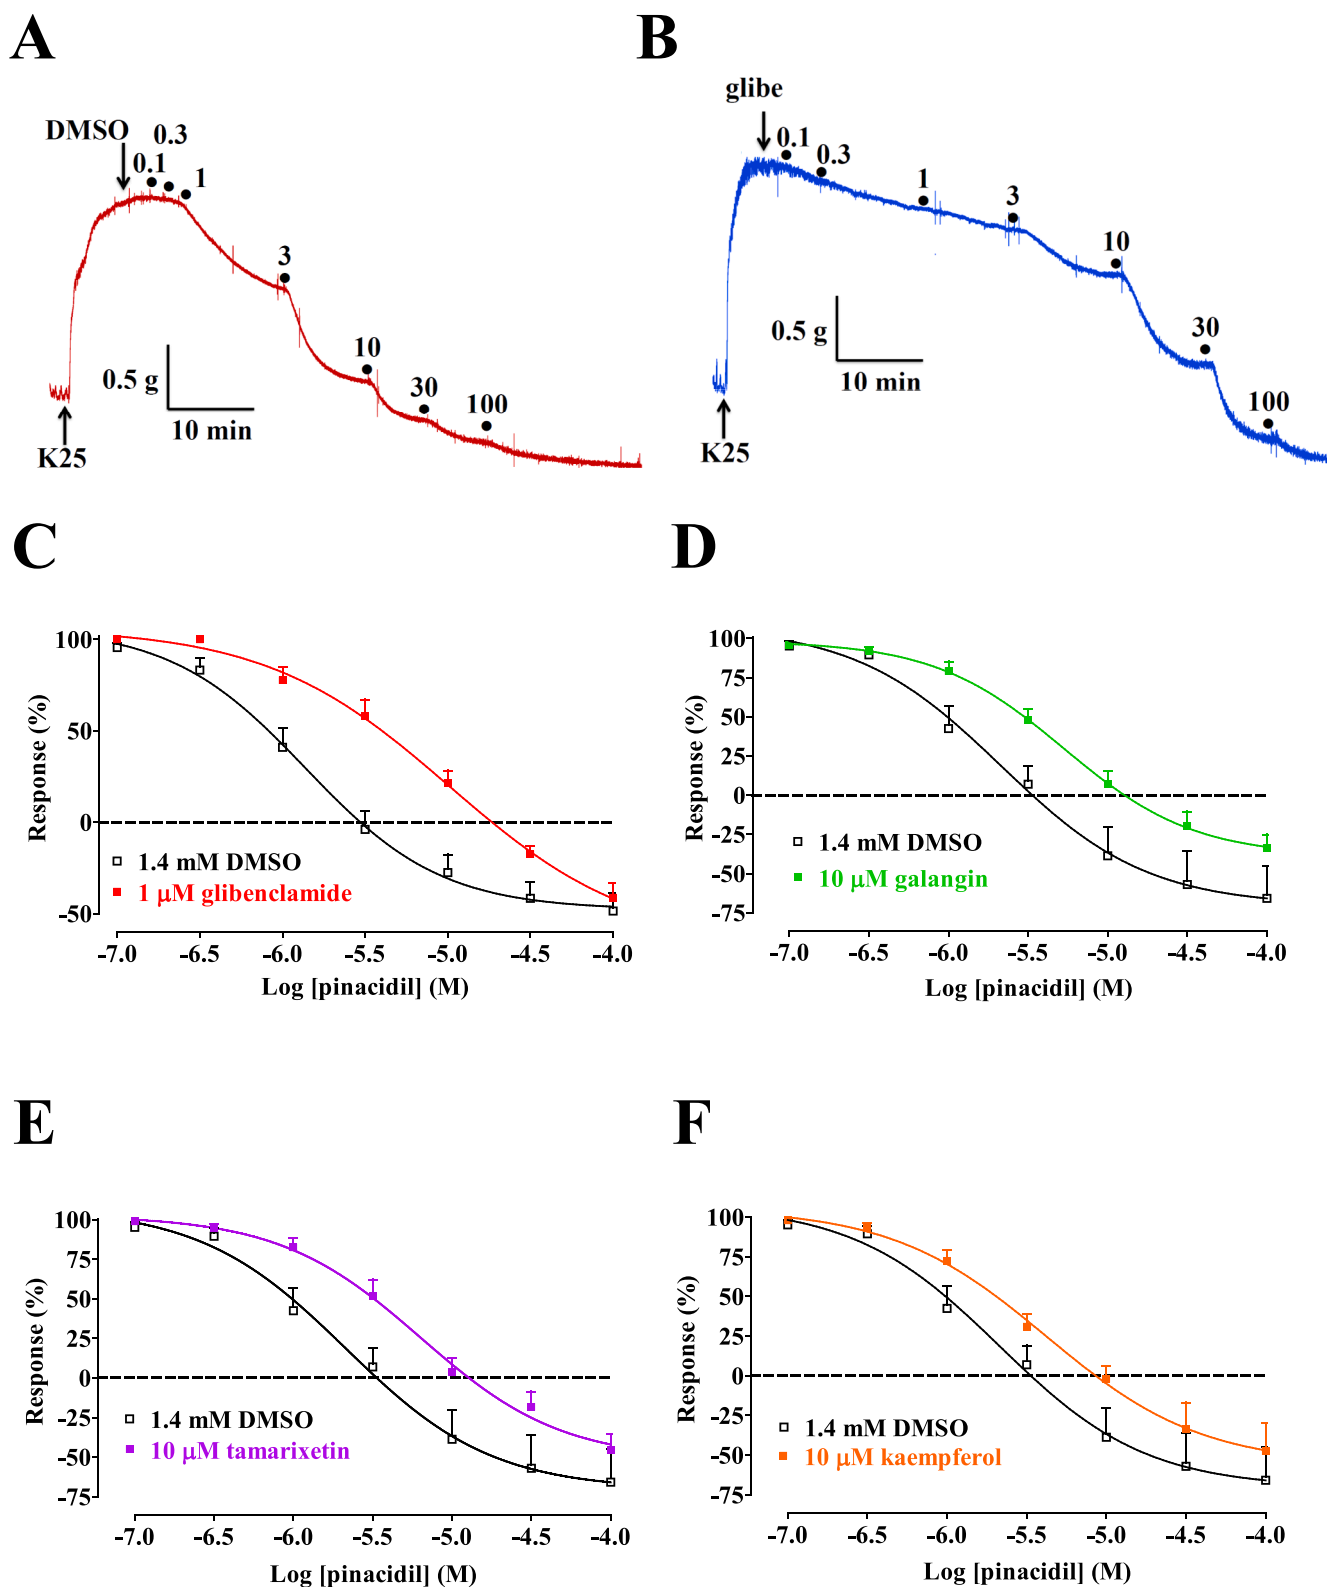 A
B
glibe
DMSO
0.3
0.1
1
3
10
30
100
0.5 g
10 min
K25
0.1
0.3
1
3
10
30
100
0.5 g
10 min
K25
C
D
100
50
0
-50
Response (%)
1.4 mM DMSO
1 µM glibenclamide
-7.0 -6.5 -6.0 -5.5 -5.0 -4.5 -4.0
Log [pinacidil] (M)
100
75
50
25
0
-25
-50
-75
Response (%)
1.4 mM DMSO
10 µM galangin
-7.0 -6.5 -6.0 -5.5 -5.0 -4.5 -4.0
Log [pinacidil] (M)
E
F
100
75
50
25
0
-25
-50
-75
Response (%)
1.4 mM DMSO
10 µM tamarixetin
-7.0 -6.5 -6.0 -5.5 -5.0 -4.5 -4.0
Log [pinacidil] (M)
100
75
50
25
0
-25
-50
-75
Response (%)
1.4 mM DMSO
10 µM kaempferol
-7.0 -6.5 -6.0 -5.5 -5.0 -4.5 -4.0
Log [pinacidil] (M)